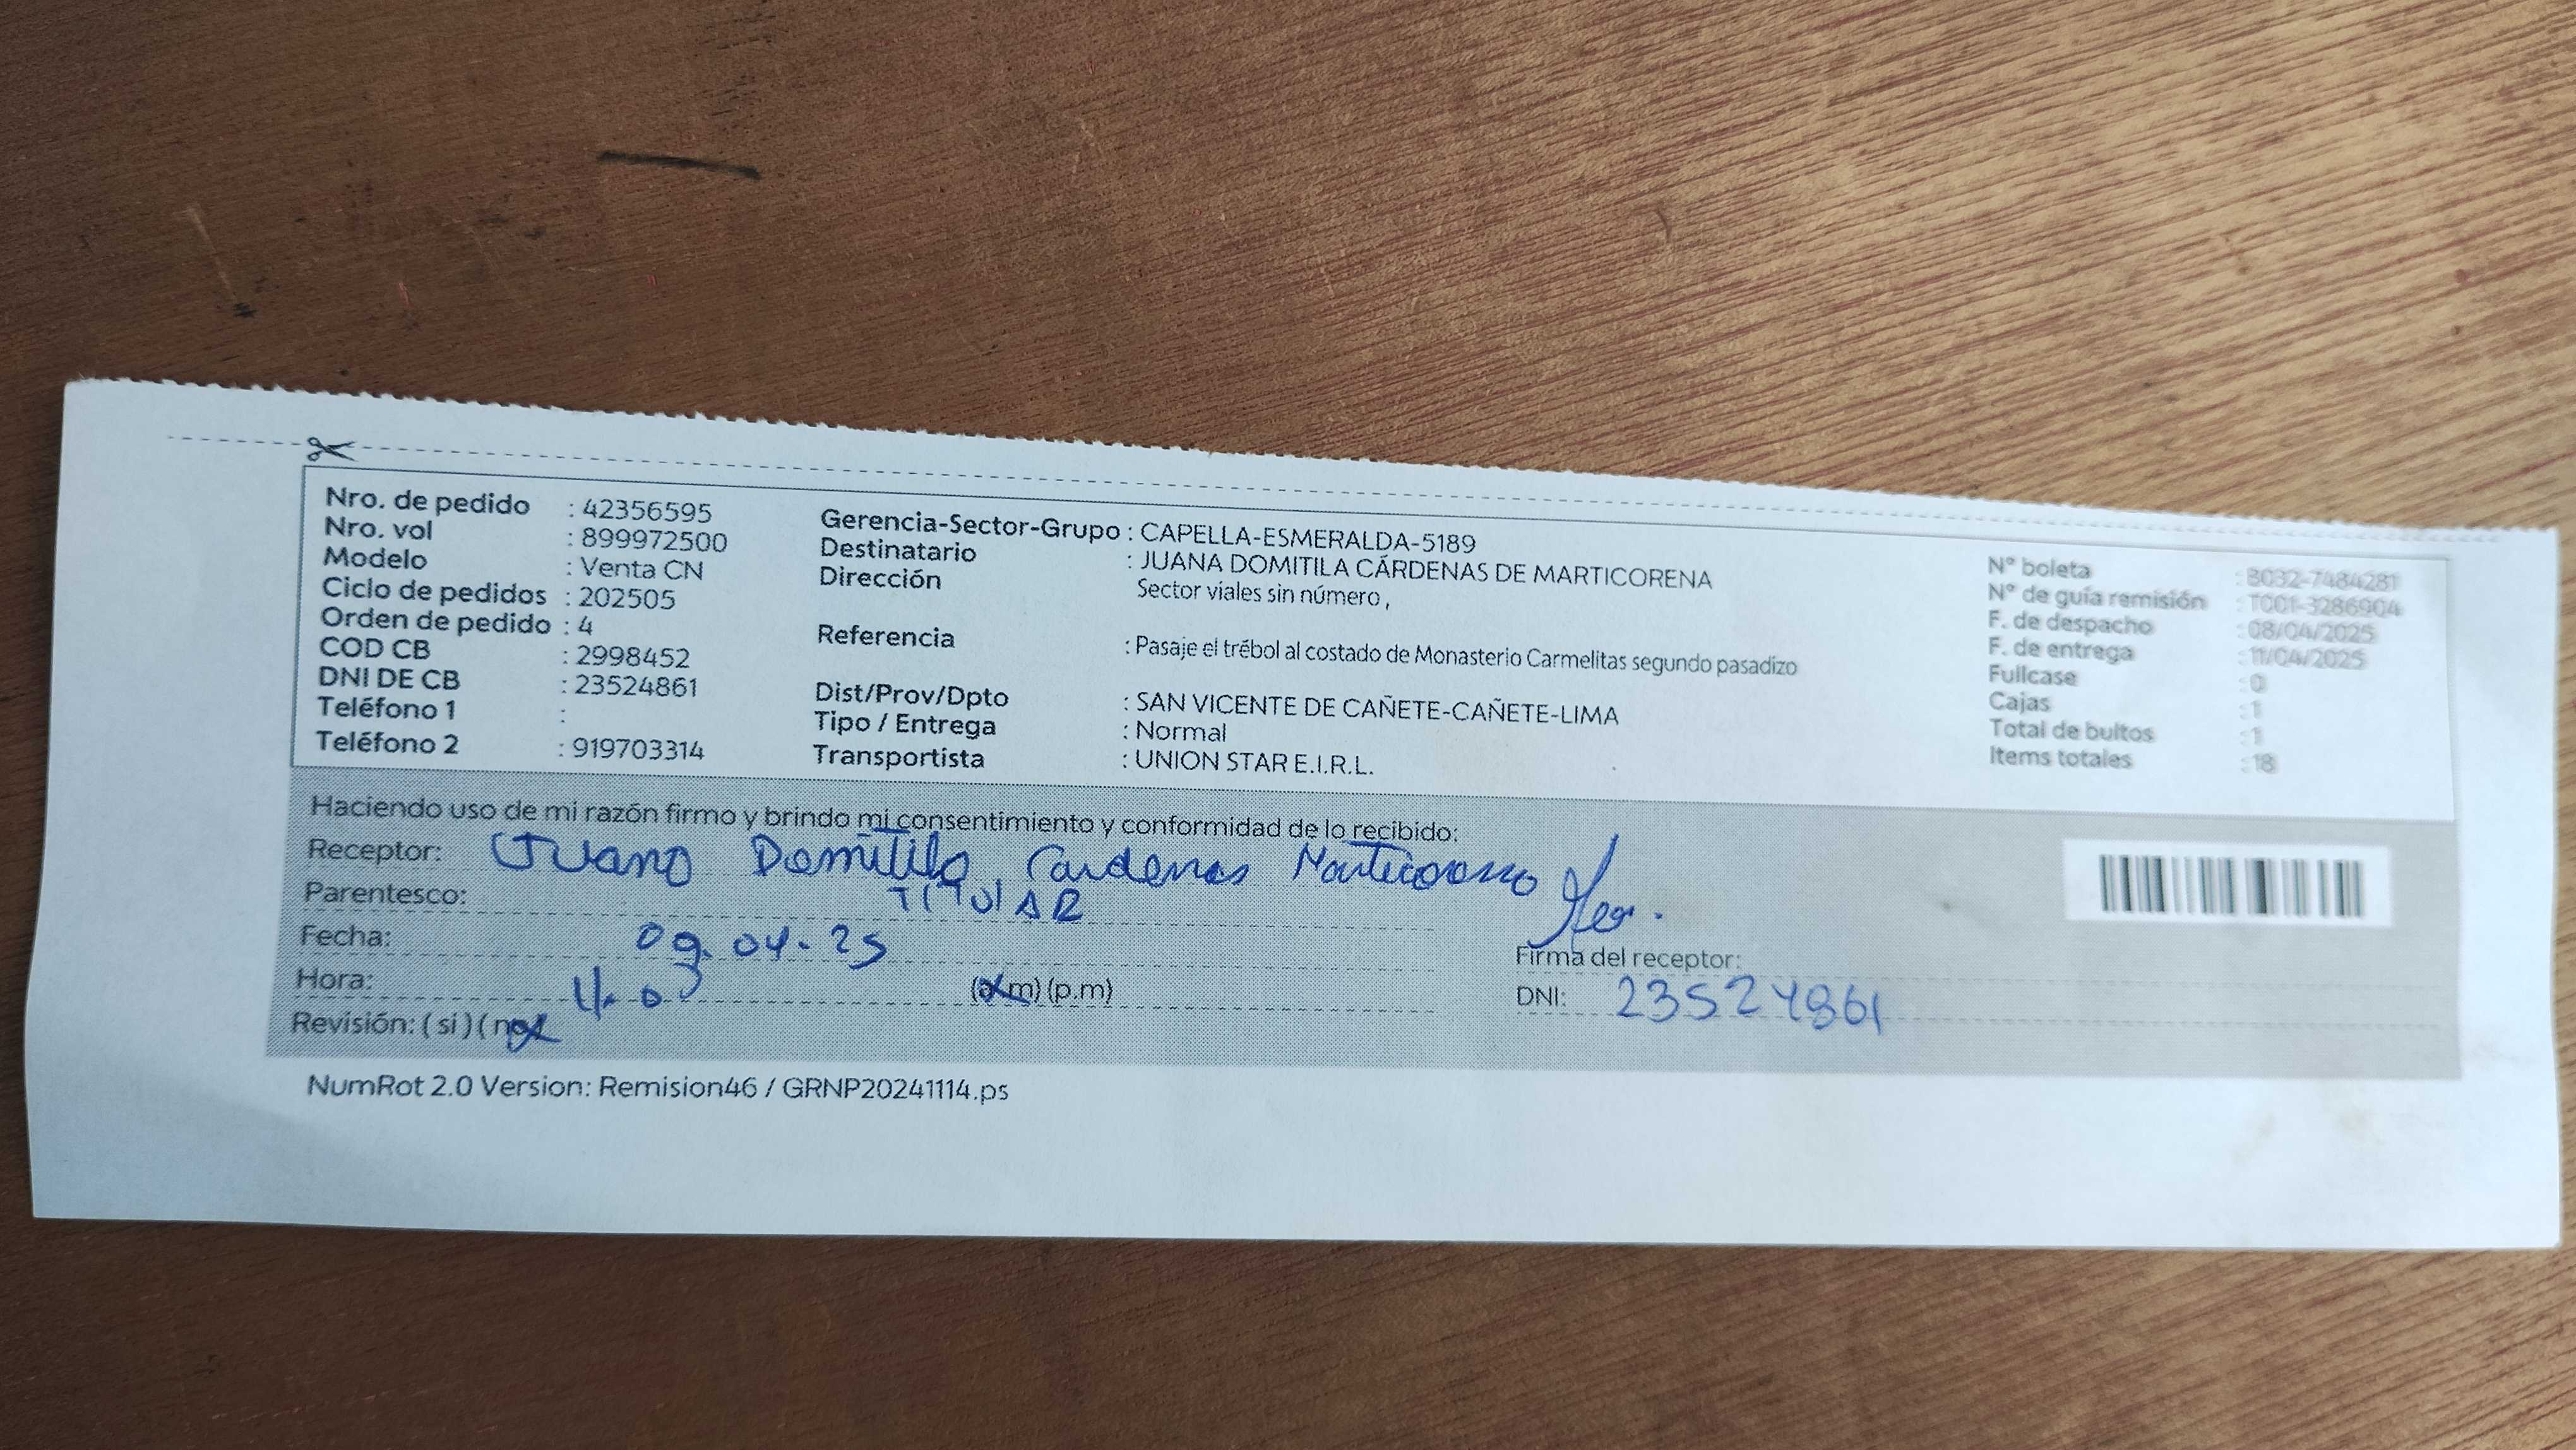 Nro. de pedido : 42356595
Nro. vol : 899972500
Modelo : Venta CN
Ciclo de pedidos : 202505
Orden de pedido : 4
COD CB : 2998452
DNI DE CB : 23524861
Teléfono 1 :
Teléfono 2 : 919703314
Gerencia-Sector-Grupo : CAPELLA-ESMERALDA-5189
Destinatario : JUANA DOMITILA CÁRDENAS DE MARTICORENA
Dirección Sector viales sin número ,
Referencia : Pasaje el trébol al costado de Monasterio Carmelitas segundo pasadizo
Dist/Prov/Dpto : SAN VICENTE DE CAÑETE-CAÑETE-LIMA
Tipo / Entrega : Normal
Transportista : UNION STAR E.I.R.L.
N° boleta : B032-7484281
N° de guía remisión : T001-3286904
F. de despacho : 08/04/2025
F. de entrega : 11/04/2025
Fullcase : 0
Cajas : 1
Total de bultos : 1
Items totales : 18
Haciendo uso de mi razón firmo y brindo mi consentimiento y conformidad de lo recibido:
Receptor: Juana Domitila Cardenas Marticorena
Parentesco: TITULAR
Fecha: 09.04.25
Hora: (a.m) (p.m)
Revisión: ( si ) ( no )
Firma del receptor:
DNI: 23524861
NumRot 2.0 Version: Remision46 / GRNP20241114.ps